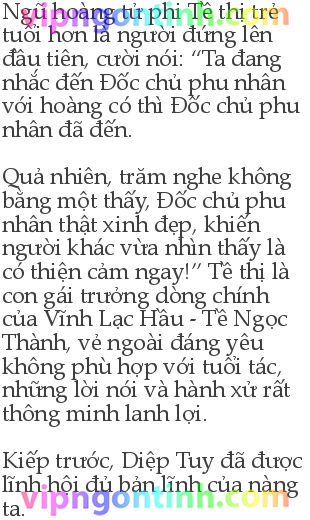 Ngũ hoàng tử phi Tề thị trẻ
tuổi hơn là người đứng lên
đầu tiên, cười nói: “Ta đang
nhắc đến Đốc chủ phu nhân
với hoàng có thì Đốc chủ phu
nhân đã đến.
Quả nhiên, trăm nghe không
bằng một thấy, Đốc chủ phu
nhân thật xinh đẹp, khiến
người khác vừa nhìn thấy là
có thiện cảm ngay!” Tề thị là
con gái trưởng dòng chính
của Vĩnh Lạc Hầu - Tề Ngọc
Thành, vẻ ngoài đáng yêu
không phù hợp với tuổi tác,
những lời nói và hành xử rất
thông minh lanh lợi.
Kiếp trước, Diệp Tuy đã được
lĩnh hội đủ bản lĩnh của nàng
ta.
vipngontinh.com
vipngontinh.com